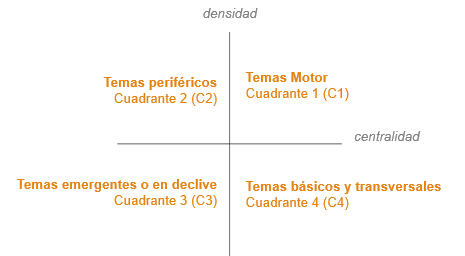 densidad
Temas periféricos
Cuadrante 2 (C2)
Temas Motor
Cuadrante 1 (C1)
centralidad
Temas emergentes o en declive
Cuadrante 3 (C3)
Temas básicos y transversales
Cuadrante 4 (C4)